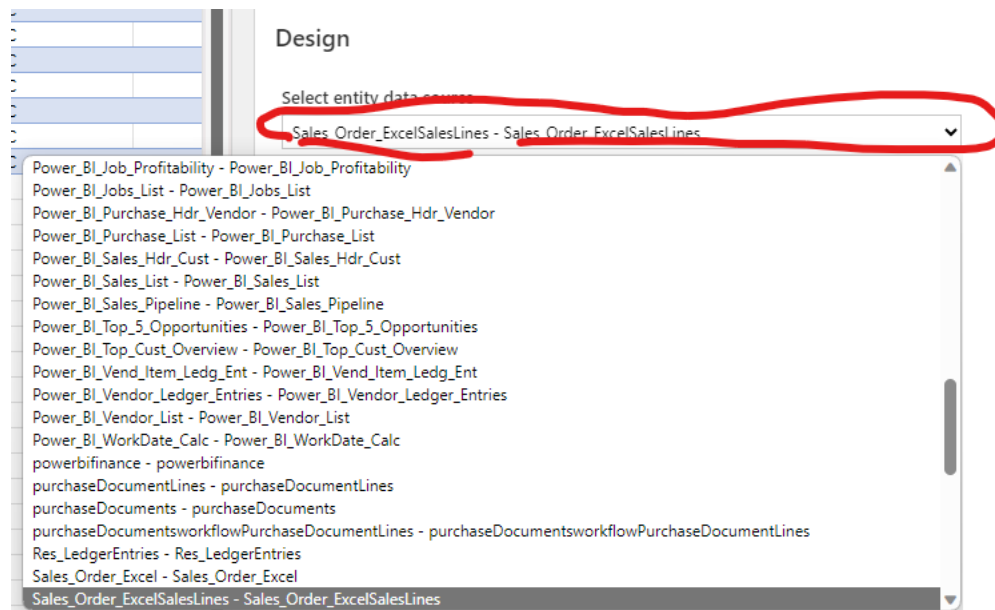 Design
Select entity data source
Sales_Order_ExcelSalesLines - Sales_Order_ExcelSalesLines
Power_BI_Job_Profitability - Power_BI_Job_Profitability
Power_BI_Jobs_List - Power_BI_Jobs_List
Power_BI_Purchase_Hdr_Vendor - Power_BI_Purchase_Hdr_Vendor
Power_BI_Purchase_List - Power_BI_Purchase_List
Power_BI_Sales_Hdr_Cust - Power_BI_Sales_Hdr_Cust
Power_BI_Sales_List - Power_BI_Sales_List
Power_BI_Sales_Pipeline - Power_BI_Sales_Pipeline
Power_BI_Top_5_Opportunities - Power_BI_Top_5_Opportunities
Power_BI_Top_Cust_Overview - Power_BI_Top_Cust_Overview
Power_BI_Vend_Item_Ledg_Ent - Power_BI_Vend_Item_Ledg_Ent
Power_BI_Vendor_Ledger_Entries - Power_BI_Vendor_Ledger_Entries
Power_BI_Vendor_List - Power_BI_Vendor_List
Power_BI_WorkDate_Calc - Power_BI_WorkDate_Calc
powerbifinance - powerbifinance
purchaseDocumentLines - purchaseDocumentLines
purchaseDocuments - purchaseDocuments
purchaseDocumentsworkflowPurchaseDocumentLines - purchaseDocumentsworkflowPurchaseDocumentLines
Res_LedgerEntries - Res_LedgerEntries
Sales_Order_Excel - Sales_Order_Excel
Sales_Order_ExcelSalesLines - Sales_Order_ExcelSalesLines